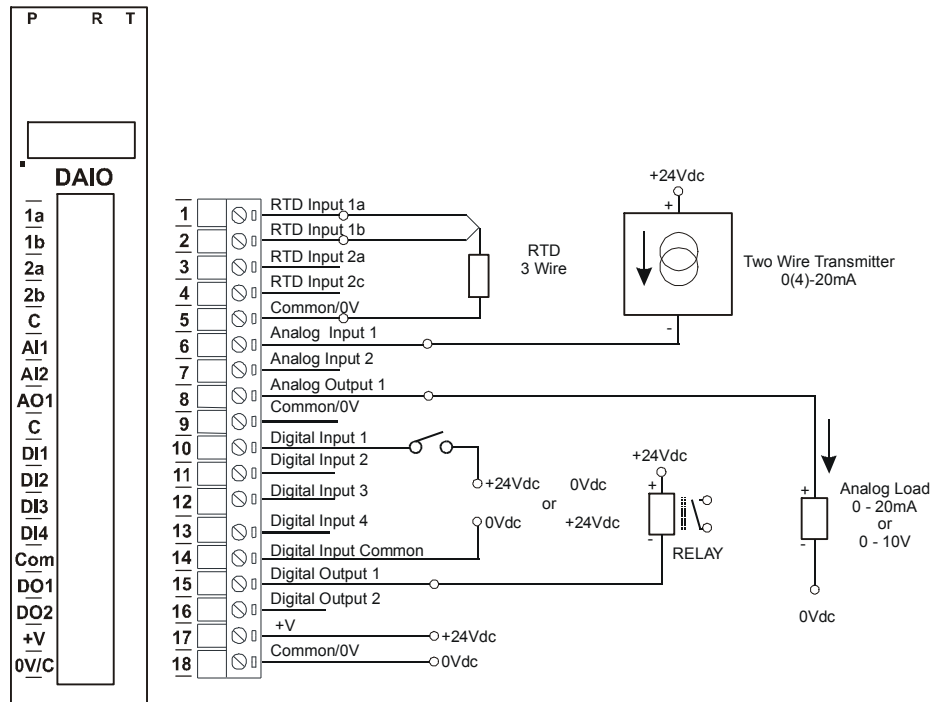 P R T
DAIO
1a
1b
2a
2b
C
AI1
AI2
AO1
C
DI1
DI2
DI3
DI4
Com
DO1
DO2
+V
0V/C
1 RTD Input 1a
2 RTD Input 1b
3 RTD Input 2a
4 RTD Input 2c
5 Common/0V
6 Analog Input 1
7 Analog Input 2
8 Analog Output 1
9 Common/0V
10 Digital Input 1
11 Digital Input 2
12 Digital Input 3
13 Digital Input 4
14 Digital Input Common
15 Digital Output 1
16 Digital Output 2
17 +V
18 Common/0V
RTD
3 Wire
+24Vdc
+
-
Two Wire Transmitter
0(4)-20mA
+24Vdc 0Vdc
or
0Vdc +24Vdc
+24Vdc
+
-
RELAY
+
-
Analog Load
0 - 20mA
or
0 - 10V
0Vdc
+24Vdc
0Vdc